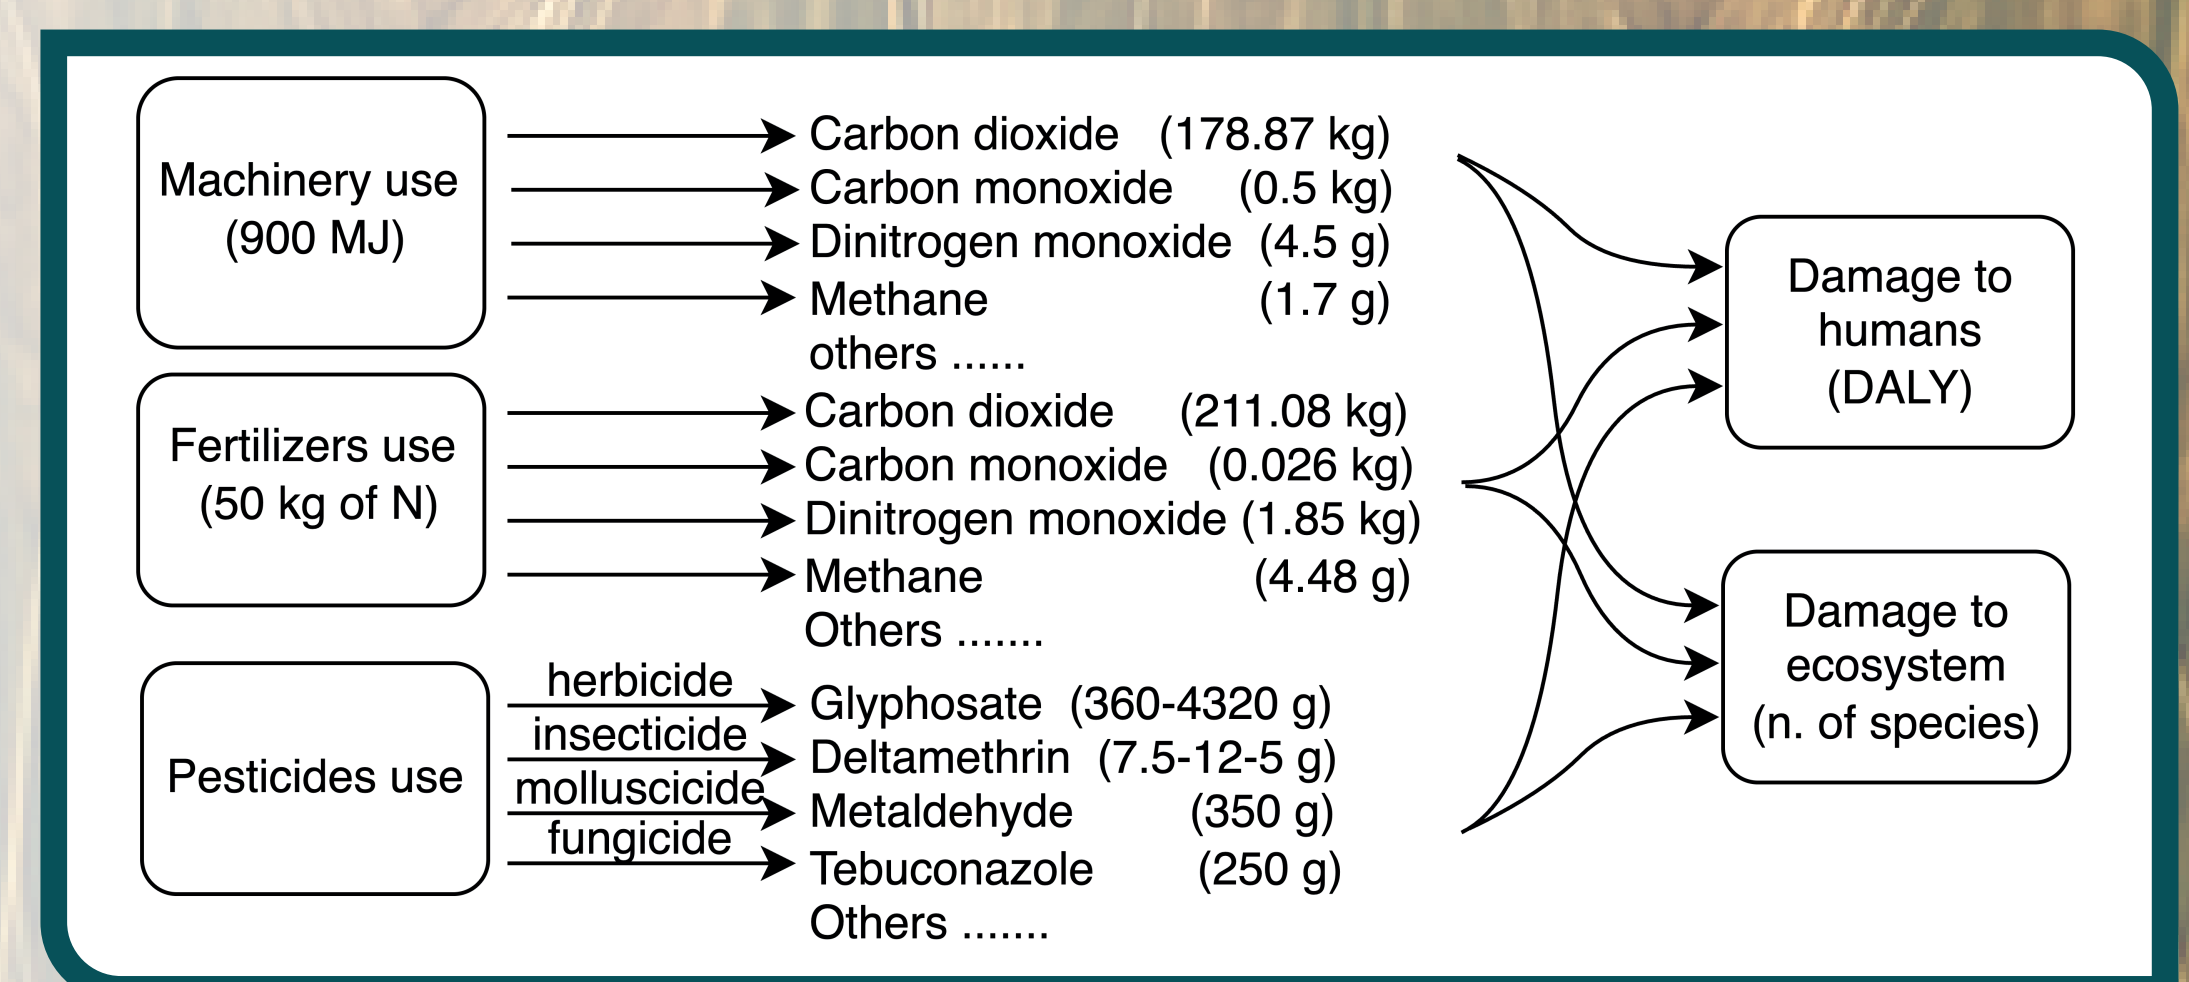 Machinery use
(900 MJ)
Carbon dioxide (178.87 kg)
Carbon monoxide (0.5 kg)
Dinitrogen monoxide (4.5 g)
Methane (1.7 g)
others ......
Fertilizers use
(50 kg of N)
Carbon dioxide (211.08 kg)
Carbon monoxide (0.026 kg)
Dinitrogen monoxide (1.85 kg)
Methane (4.48 g)
Others .......
Pesticides use
herbicide
Glyphosate (360-4320 g)
insecticide
Deltamethrin (7.5-12-5 g)
molluscicide
Metaldehyde (350 g)
fungicide
Tebuconazole (250 g)
Others .......
Damage to
humans
(DALY)
Damage to
ecosystem
(n. of species)